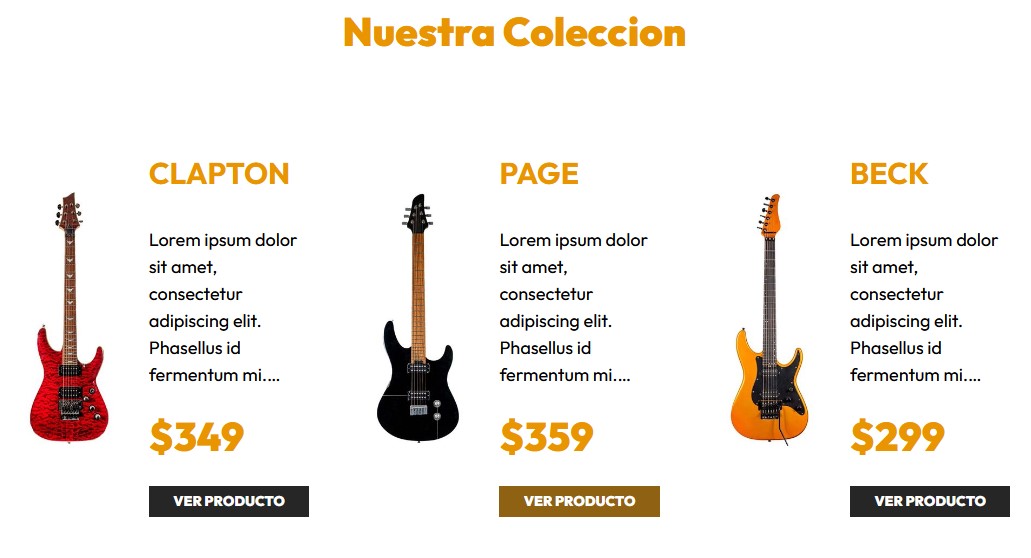 Nuestra Coleccion
CLAPTON
Lorem ipsum dolor
sit amet,
consectetur
adipiscing elit.
Phasellus id
fermentum mi....
$349
VER PRODUCTO
PAGE
Lorem ipsum dolor
sit amet,
consectetur
adipiscing elit.
Phasellus id
fermentum mi....
$359
VER PRODUCTO
BECK
Lorem ipsum dolor
sit amet,
consectetur
adipiscing elit.
Phasellus id
fermentum mi....
$299
VER PRODUCTO